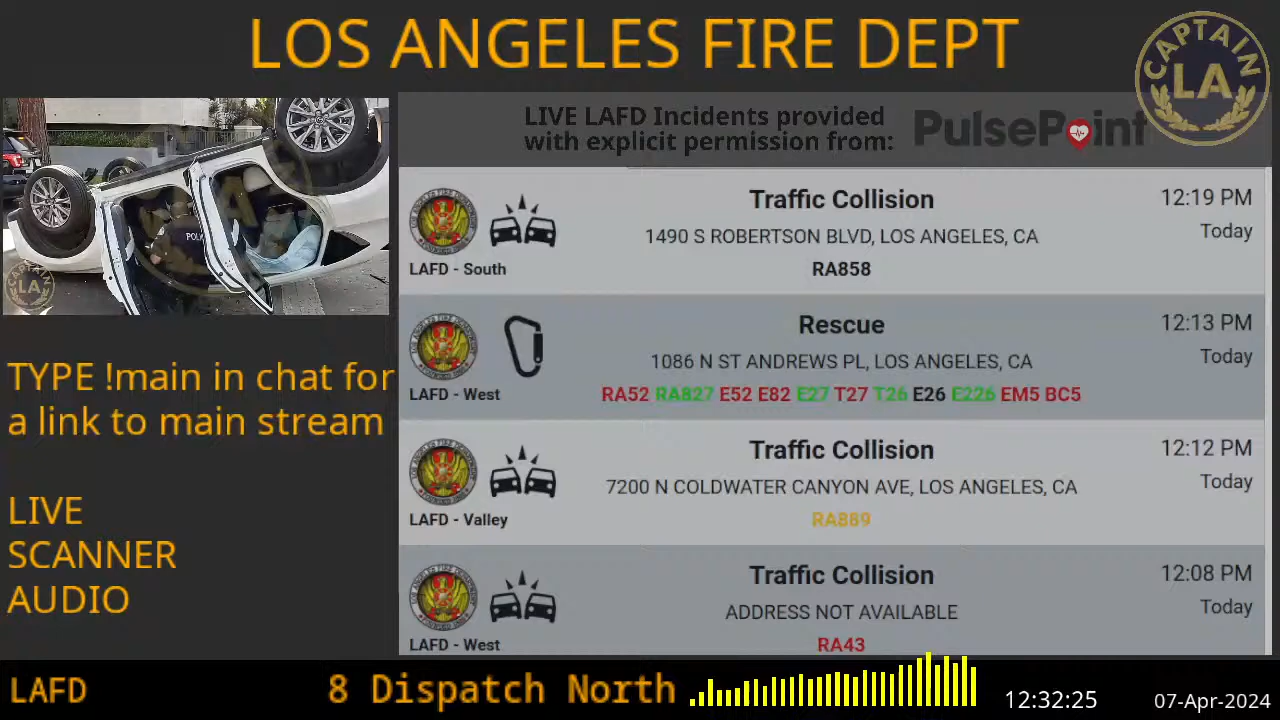 LOS ANGELES FIRE DEPT
CAPTAIN
LA
LIVE LAFD Incidents provided
with explicit permission from:
PulsePoint
POLICE
CAPTAIN
LA
Traffic Collision
12:19 PM
1490 S ROBERTSON BLVD, LOS ANGELES, CA
Today
LAFD - South
RA858
Rescue
12:13 PM
1086 N ST ANDREWS PL, LOS ANGELES, CA
Today
LAFD - West
RA52 RA827 E52 E82 E27 T27 T26 E26 E226 EM5 BC5
Traffic Collision
12:12 PM
7200 N COLDWATER CANYON AVE, LOS ANGELES, CA
Today
LAFD - Valley
RA889
Traffic Collision
12:08 PM
ADDRESS NOT AVAILABLE
Today
LAFD - West
RA43
TYPE !main in chat for
a link to main stream
LIVE
SCANNER
AUDIO
LAFD
8 Dispatch North
12:32:25
07-Apr-2024